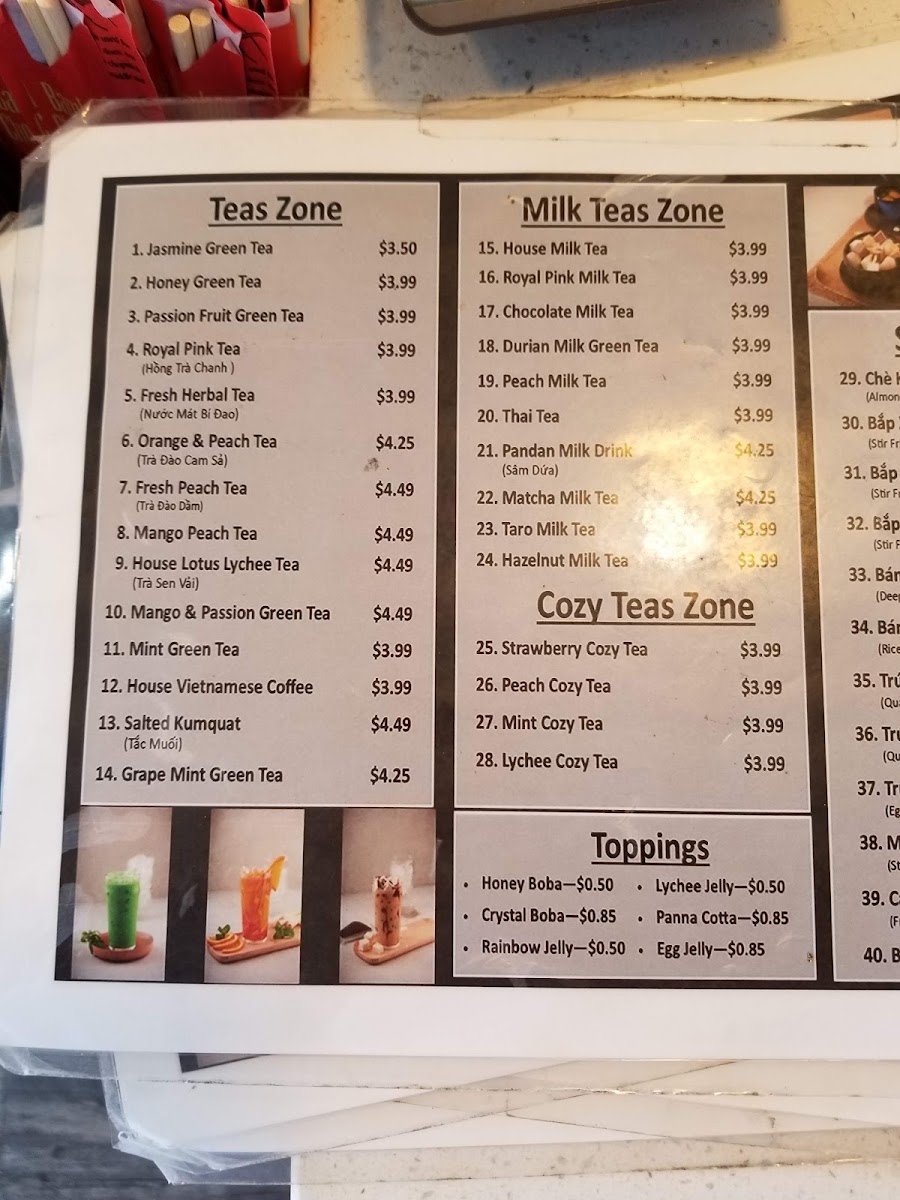 Teas Zone
1. Jasmine Green Tea $3.50
2. Honey Green Tea $3.99
3. Passion Fruit Green Tea $3.99
4. Royal Pink Tea $3.99
(Hồng Trà Chanh )
5. Fresh Herbal Tea $3.99
(Nước Mát Bí Đao)
6. Orange & Peach Tea $4.25
(Trà Đào Cam Sả)
7. Fresh Peach Tea $4.49
(Trà Đào Dầm)
8. Mango Peach Tea $4.49
9. House Lotus Lychee Tea $4.49
(Trà Sen Vải)
10. Mango & Passion Green Tea $4.49
11. Mint Green Tea $3.99
12. House Vietnamese Coffee $3.99
13. Salted Kumquat $4.49
(Tắc Muối)
14. Grape Mint Green Tea $4.25
Milk Teas Zone
15. House Milk Tea $3.99
16. Royal Pink Milk Tea $3.99
17. Chocolate Milk Tea $3.99
18. Durian Milk Green Tea $3.99
19. Peach Milk Tea $3.99
20. Thai Tea $3.99
21. Pandan Milk Drink $4.25
(Sâm Dứa)
22. Matcha Milk Tea $4.25
23. Taro Milk Tea $3.99
24. Hazelnut Milk Tea $3.99
Cozy Teas Zone
25. Strawberry Cozy Tea $3.99
26. Peach Cozy Tea $3.99
27. Mint Cozy Tea $3.99
28. Lychee Cozy Tea $3.99
Toppings
• Honey Boba—$0.50 • Lychee Jelly—$0.50
• Crystal Boba—$0.85 • Panna Cotta—$0.85
• Rainbow Jelly—$0.50 • Egg Jelly—$0.85
29. Chè
30. Bắp
(Stir
31. Bắp
(Stir
32. Bắp
(Stir
33.
34.
(Rice
35.
36.
37.
38.
39.
40.